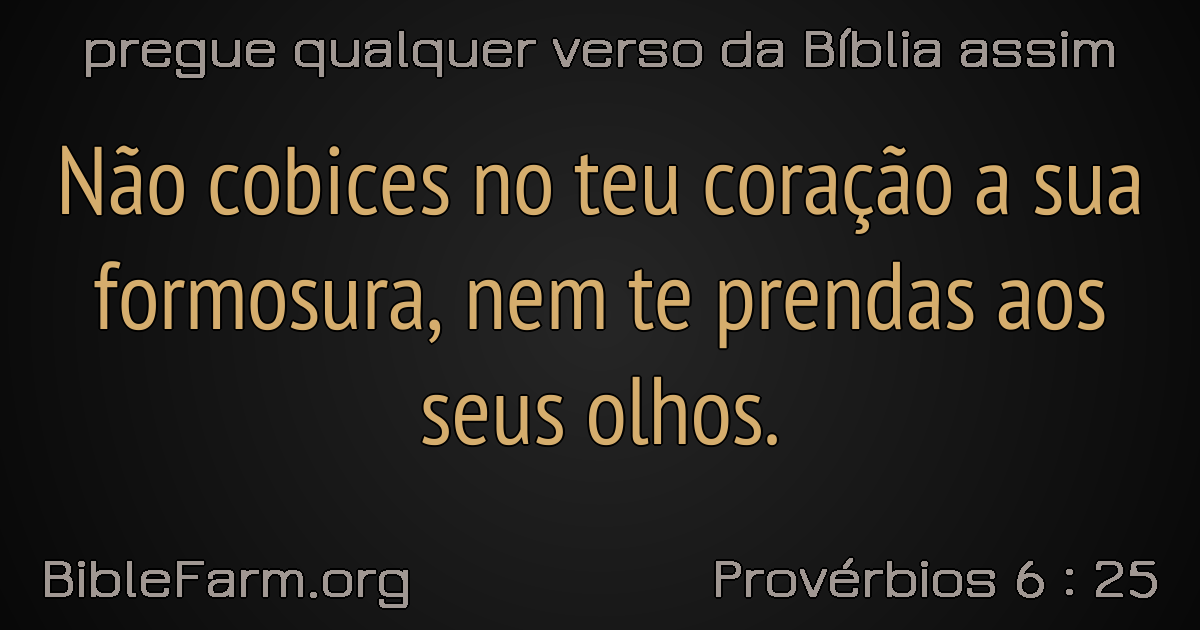 pregue qualquer verso da Bíblia assim
Não cobices no teu coração a sua
formosura, nem te prendas aos
seus olhos.
BibleFarm.org
Provérbios 6 : 25